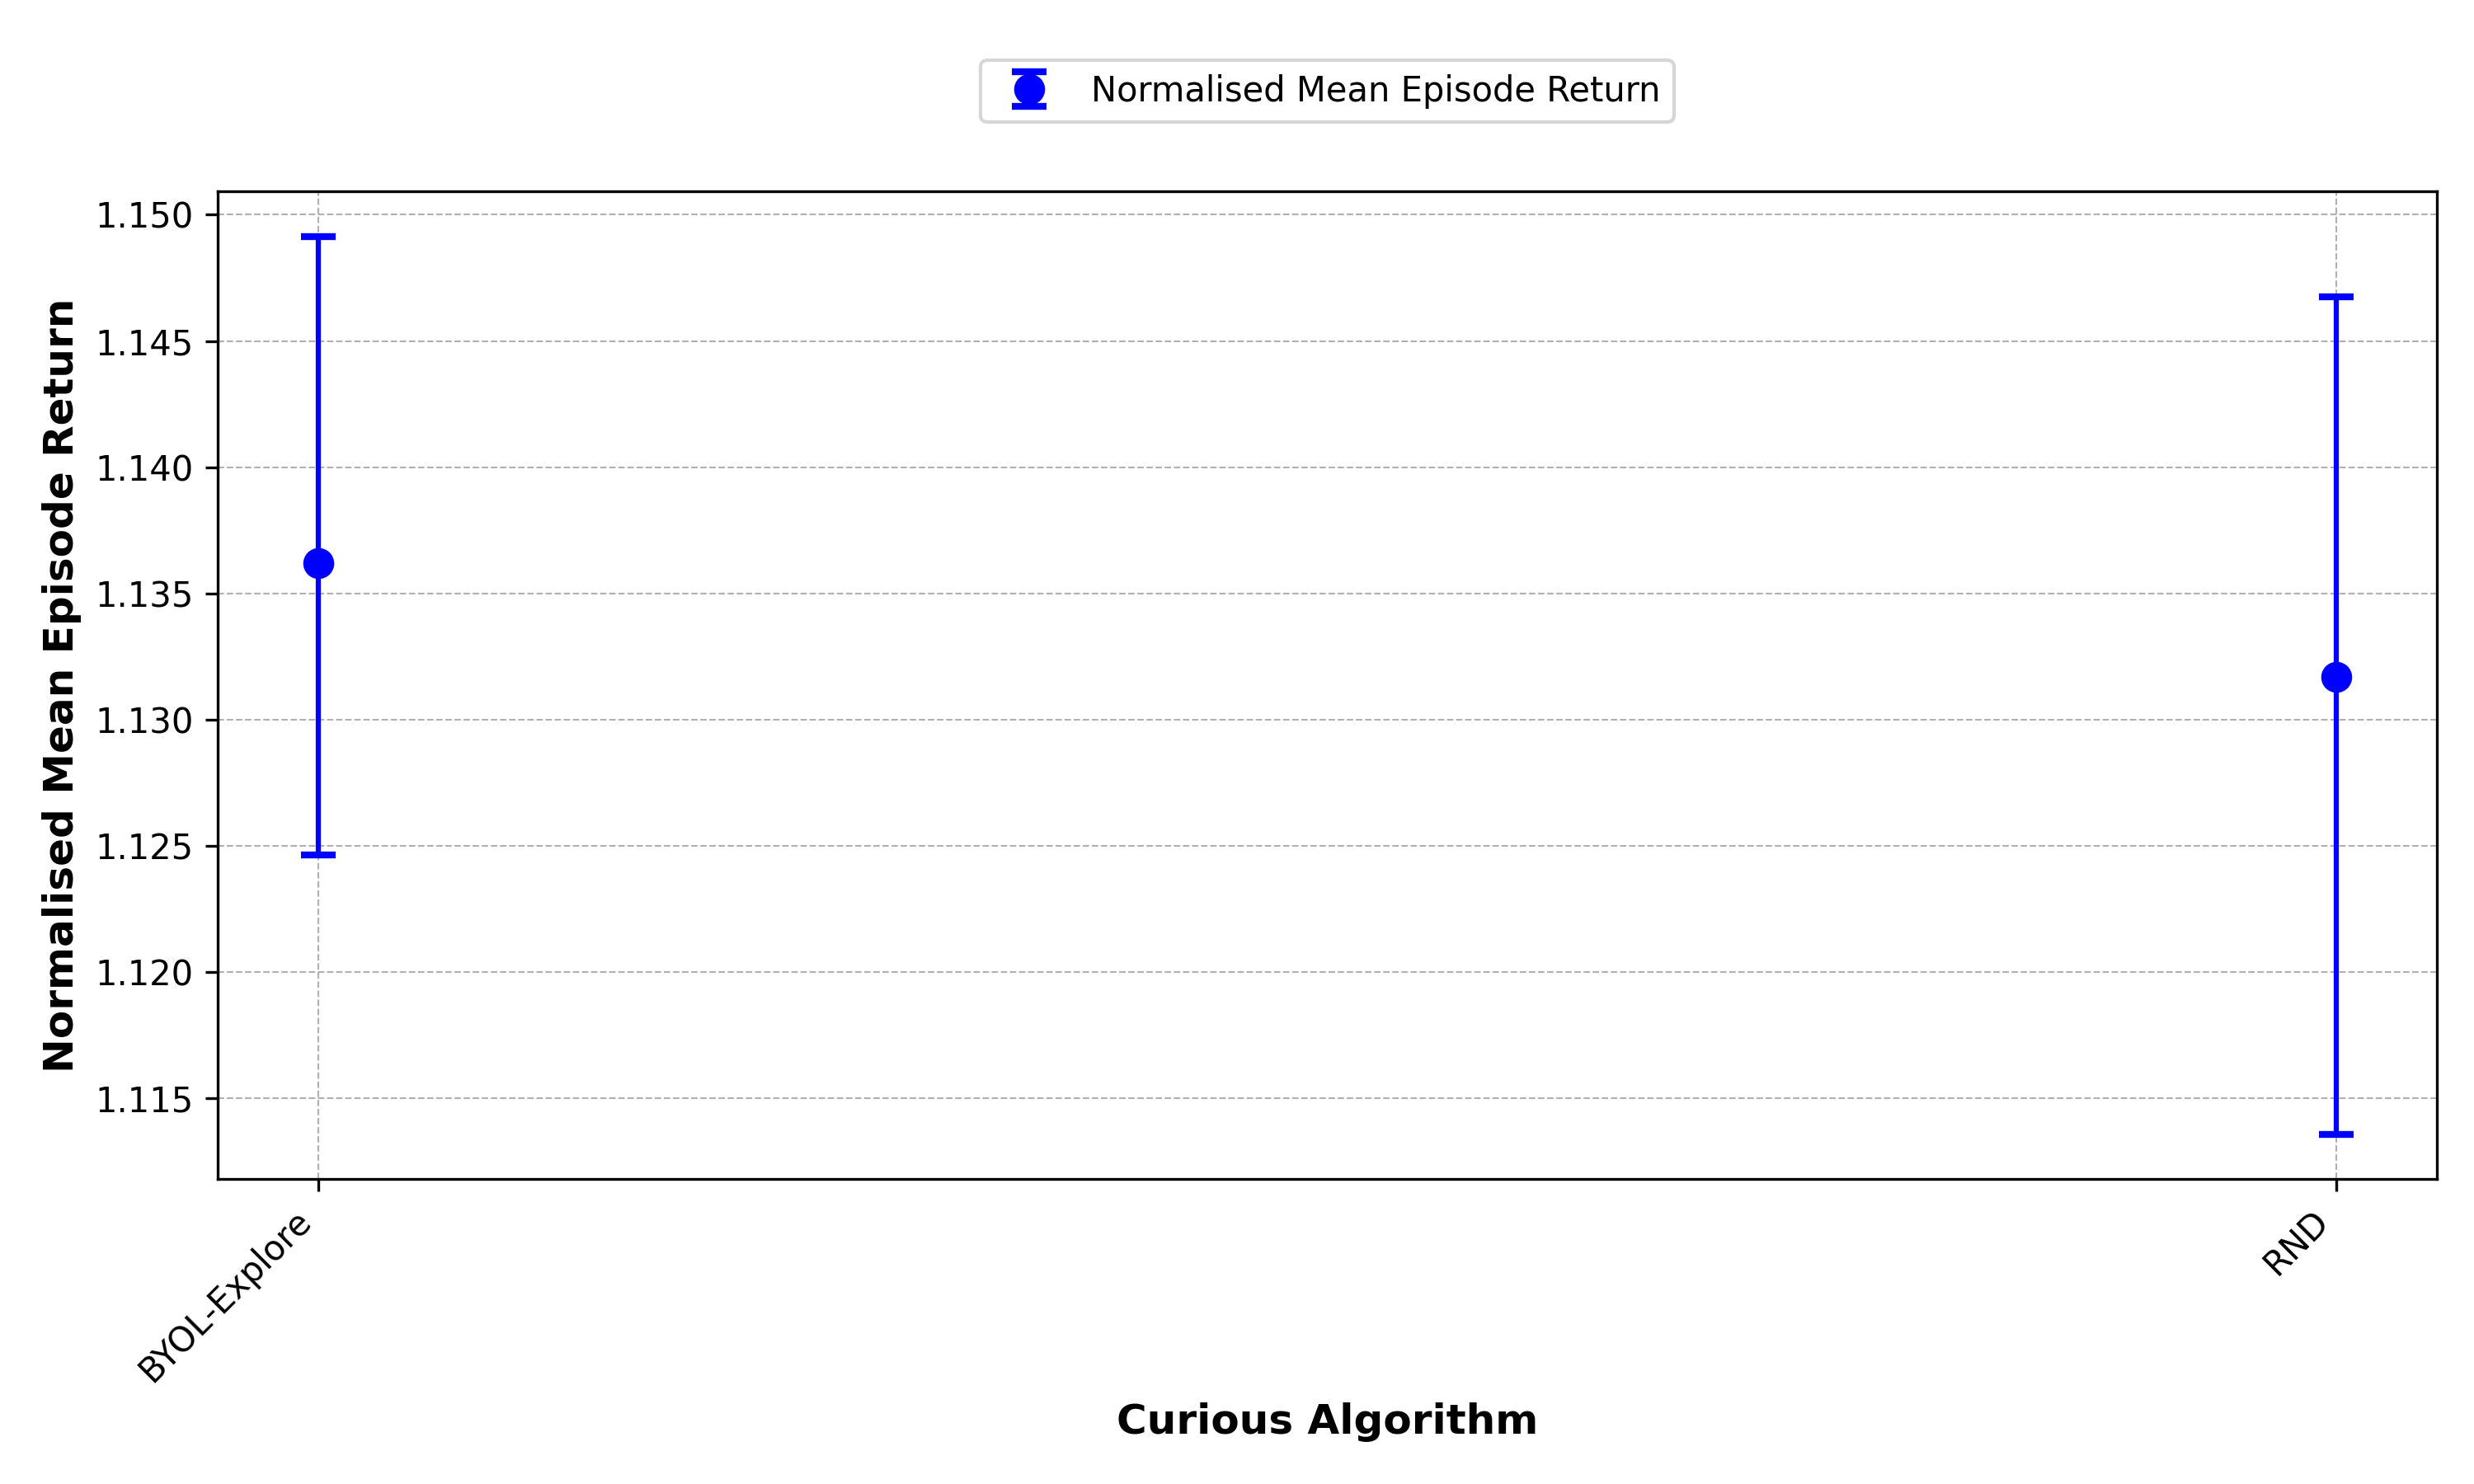 Normalised Mean Episode Return
Normalised Mean Episode Return
1.150
1.145
1.140
1.135
1.130
1.125
1.120
1.115
BYOL-Explore
RND
Curious Algorithm